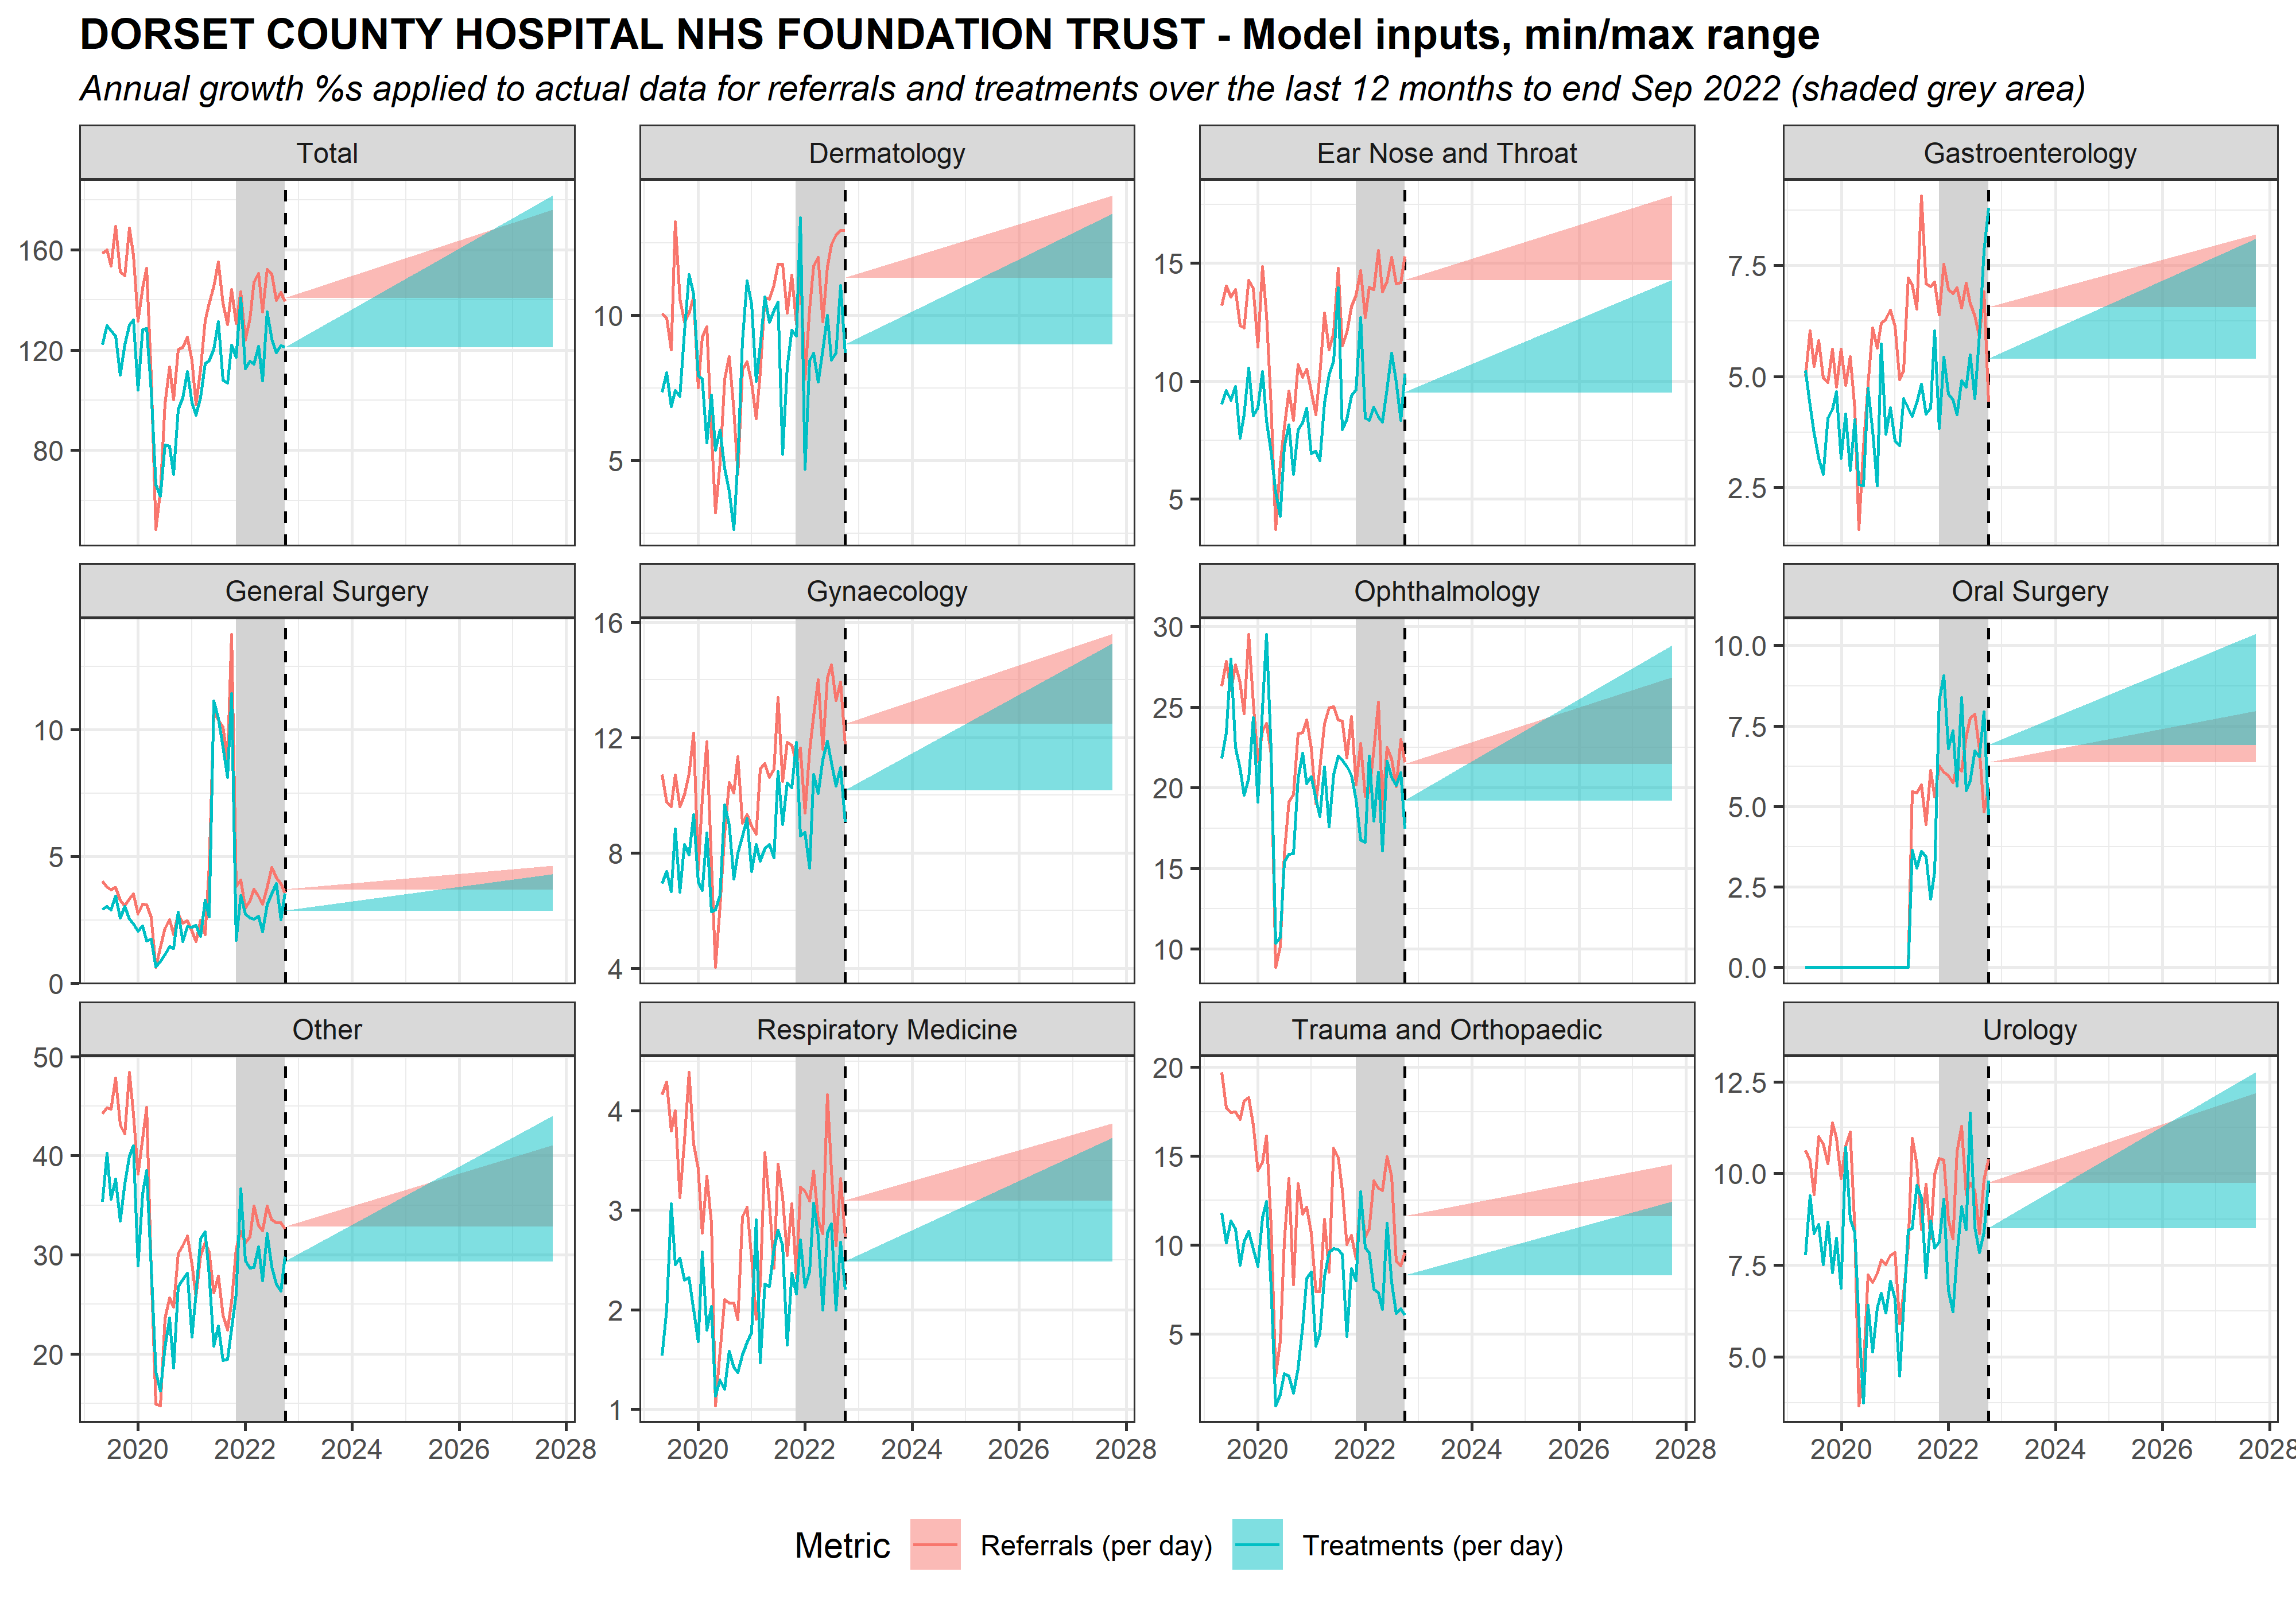 DORSET COUNTY HOSPITAL NHS FOUNDATION TRUST - Model inputs, min/max range
Annual growth %s applied to actual data for referrals and treatments over the last 12 months to end Sep 2022 (shaded grey area)
Total
Dermatology
Ear Nose and Throat
Gastroenterology
160
120
80
10
5
15
10
5
7.5
5.0
2.5
General Surgery
Gynaecology
Ophthalmology
Oral Surgery
10
5
0
16
12
8
4
30
25
20
15
10
10.0
7.5
5.0
2.5
0.0
Other
Respiratory Medicine
Trauma and Orthopaedic
Urology
50
40
30
20
4
3
2
1
20
15
10
5
12.5
10.0
7.5
5.0
2020 2022 2024 2026 2028
2020 2022 2024 2026 2028
2020 2022 2024 2026 2028
2020 2022 2024 2026 2028
Metric Referrals (per day) Treatments (per day)